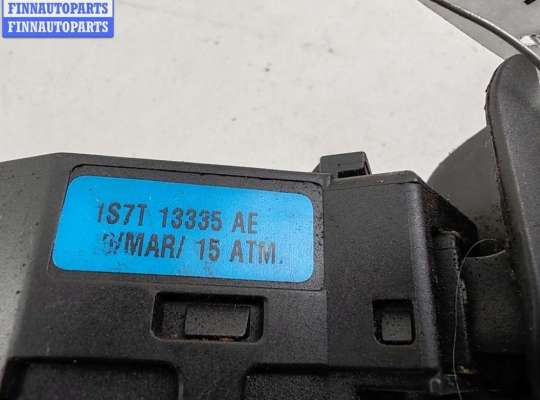 FINNAUTOPARTS
FINNAUTOPARTS
1S7T 13335 AE
/MAR/ 15 ATM.